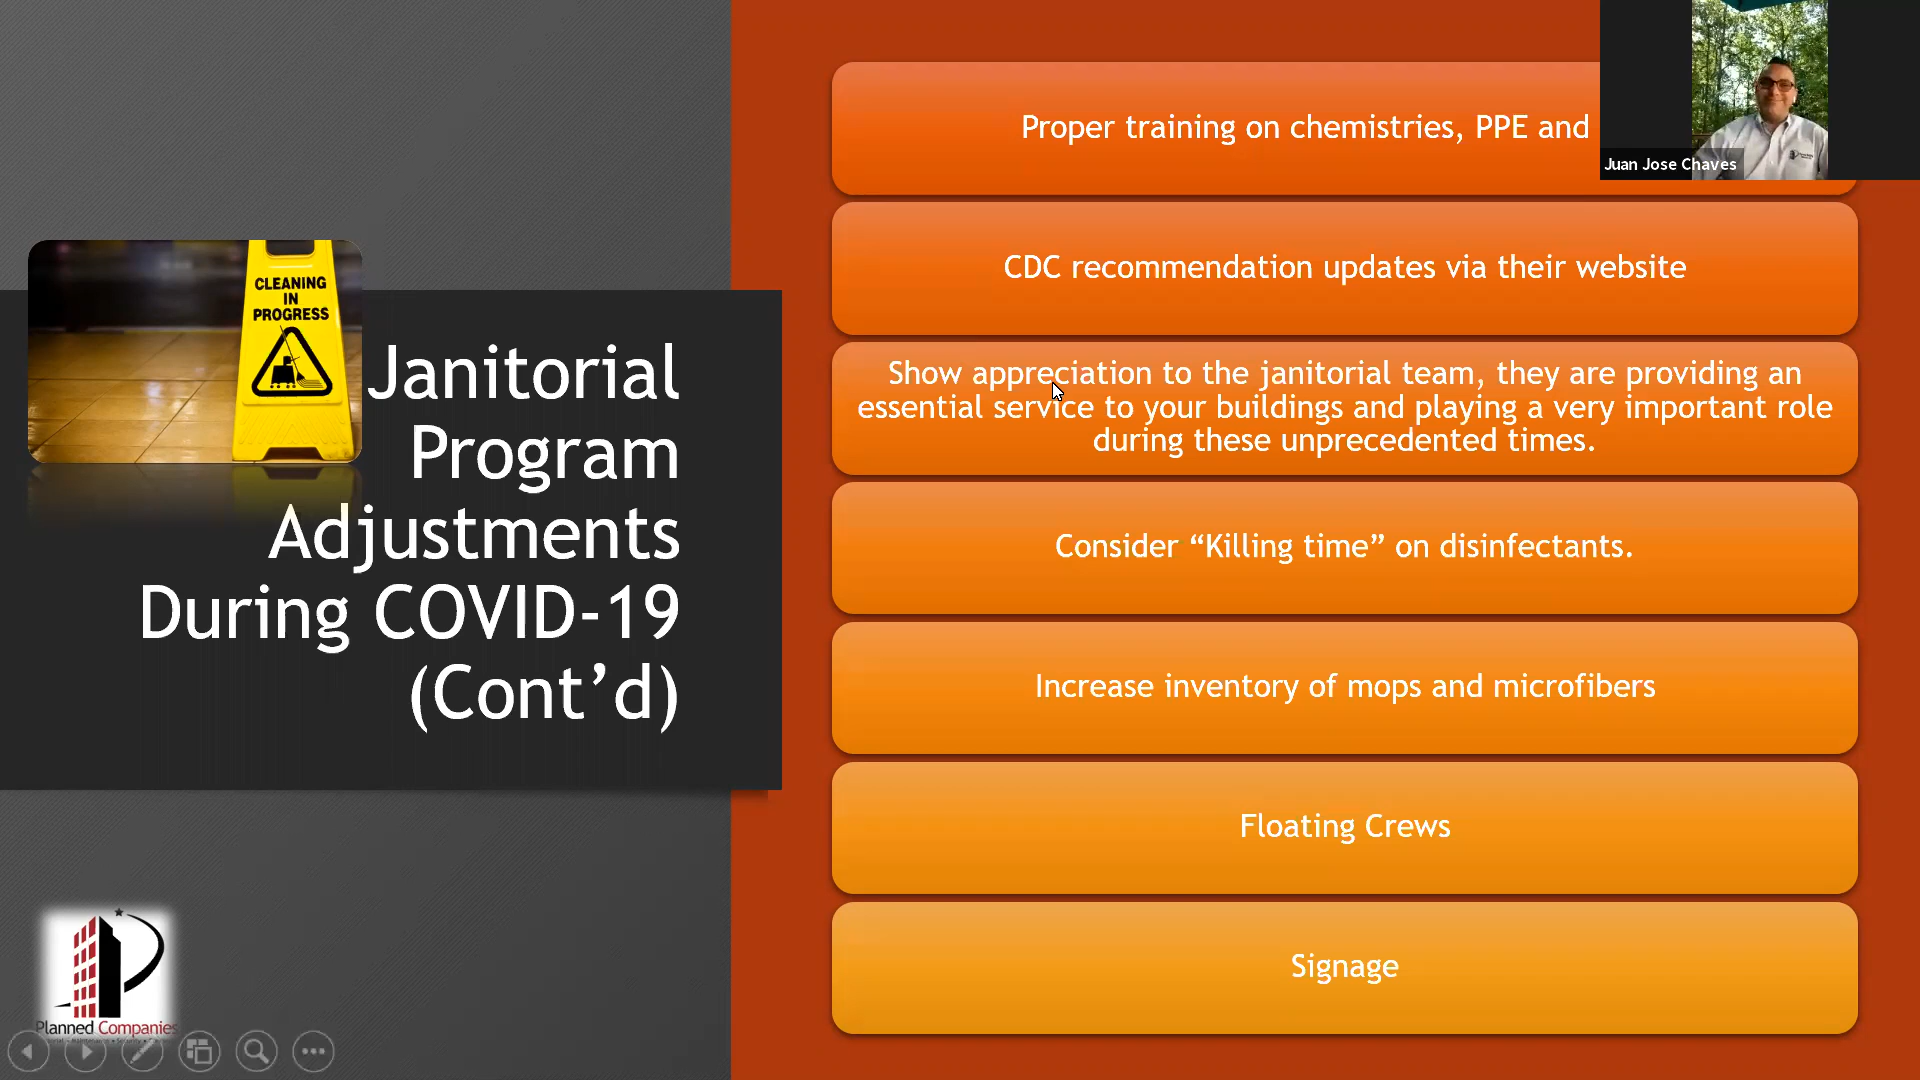 CLEANING
IN
PROGRESS
Janitorial
Program
Adjustments
During COVID-19
(Cont’d)
Planned Companies
Proper training on chemistries, PPE and
CDC recommendation updates via their website
Show appreciation to the janitorial team, they are providing an
essential service to your buildings and playing a very important role
during these unprecedented times.
Consider “Killing time” on disinfectants.
Increase inventory of mops and microfibers
Floating Crews
Signage
Juan Jose Chaves